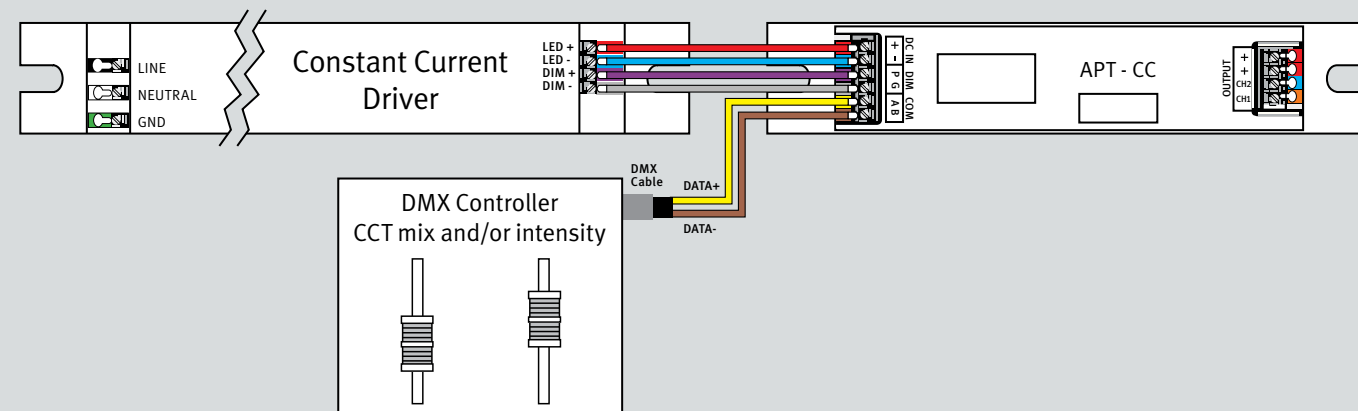 LINE
NEUTRAL
GND
Constant Current
Driver
LED +
LED -
DIM +
DIM -
+ - P G A B
DC IN DIM COM
APT - CC
OUTPUT
+
+
CH2
CH1
DMX
Cable
DATA+
DATA-
DMX Controller
CCT mix and/or intensity